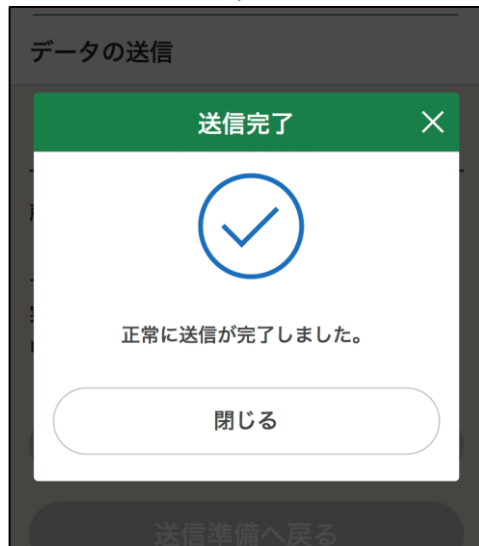 データの送信
送信完了
正常に送信が完了しました。
閉じる
送信準備へ戻る